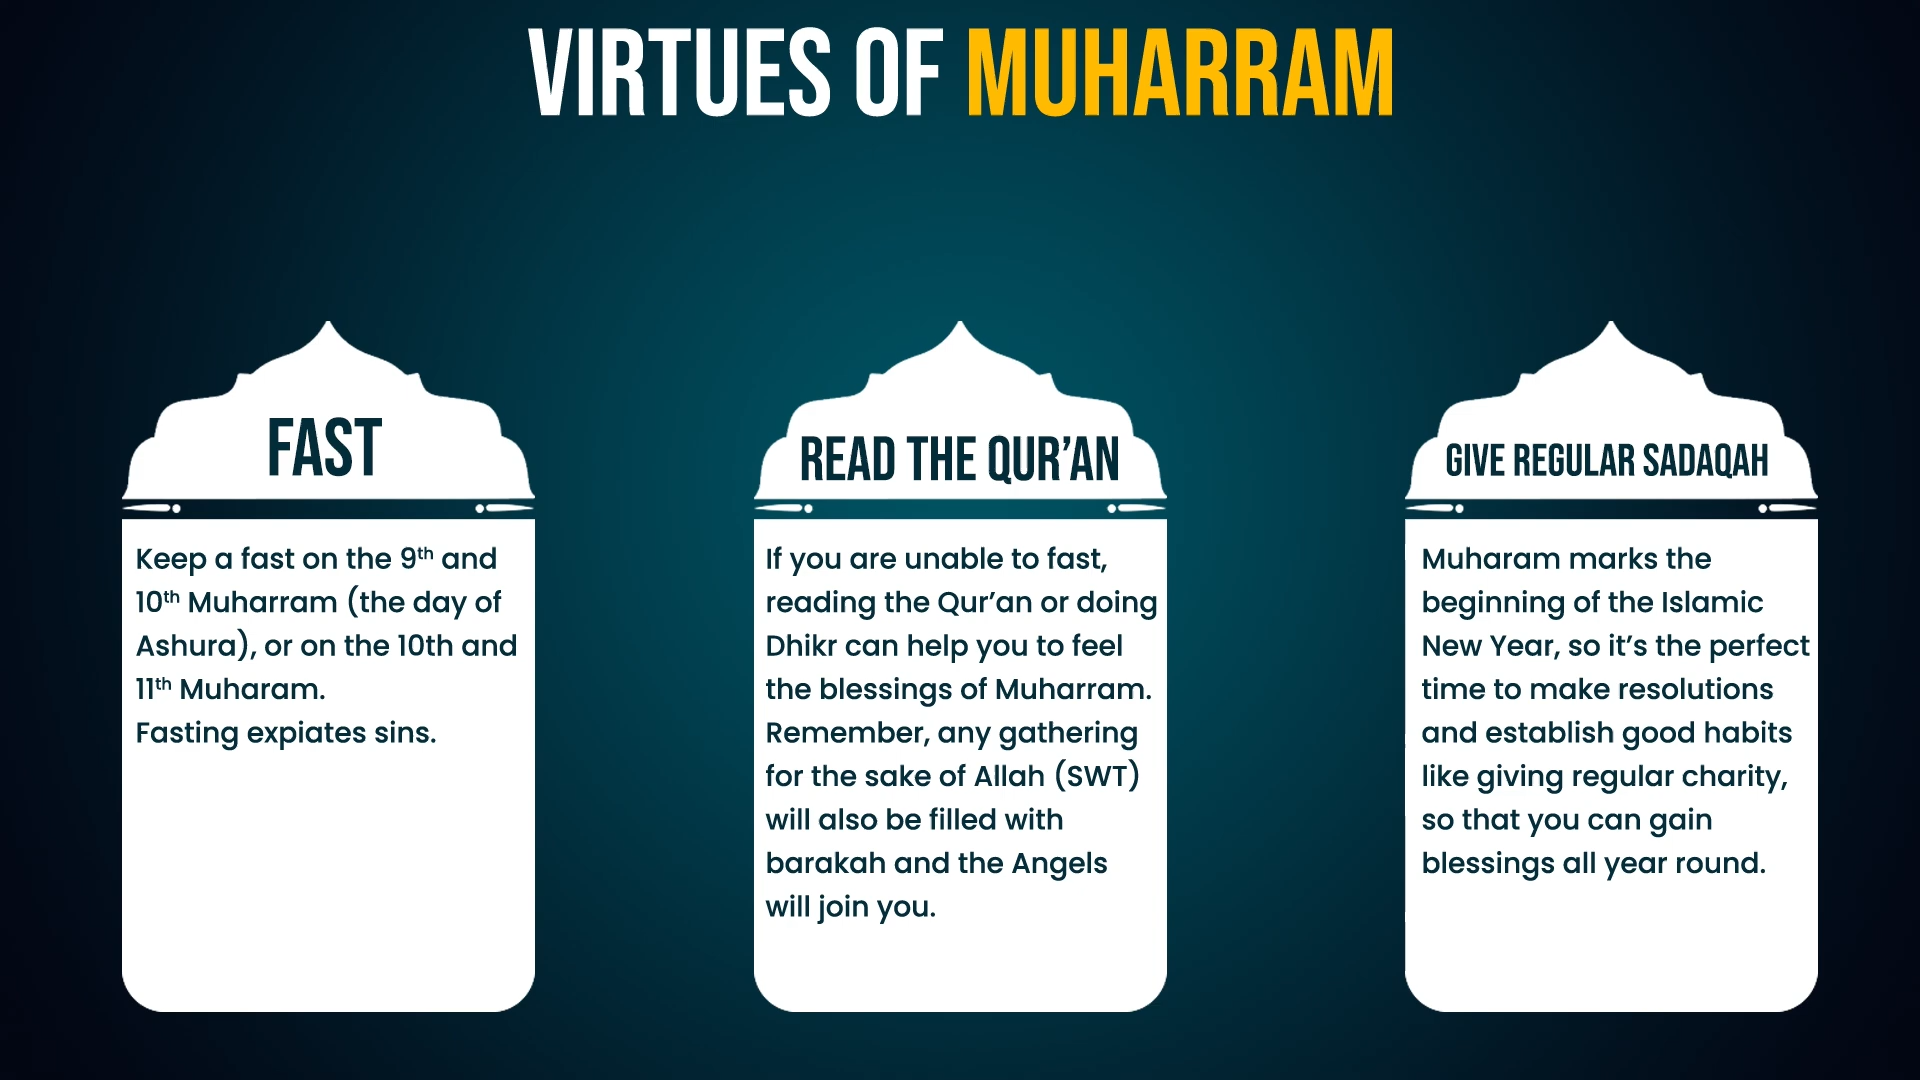 VIRTUES OF MUHARRAM
FAST
Keep a fast on the 9th and
10th Muharram (the day of
Ashura), or on the 10th and
11th Muharam.
Fasting expiates sins.
READ THE QUR’AN
If you are unable to fast,
reading the Qur’an or doing
Dhikr can help you to feel
the blessings of Muharram.
Remember, any gathering
for the sake of Allah (SWT)
will also be filled with
barakah and the Angels
will join you.
GIVE REGULAR SADAQAH
Muharam marks the
beginning of the Islamic
New Year, so it’s the perfect
time to make resolutions
and establish good habits
like giving regular charity,
so that you can gain
blessings all year round.